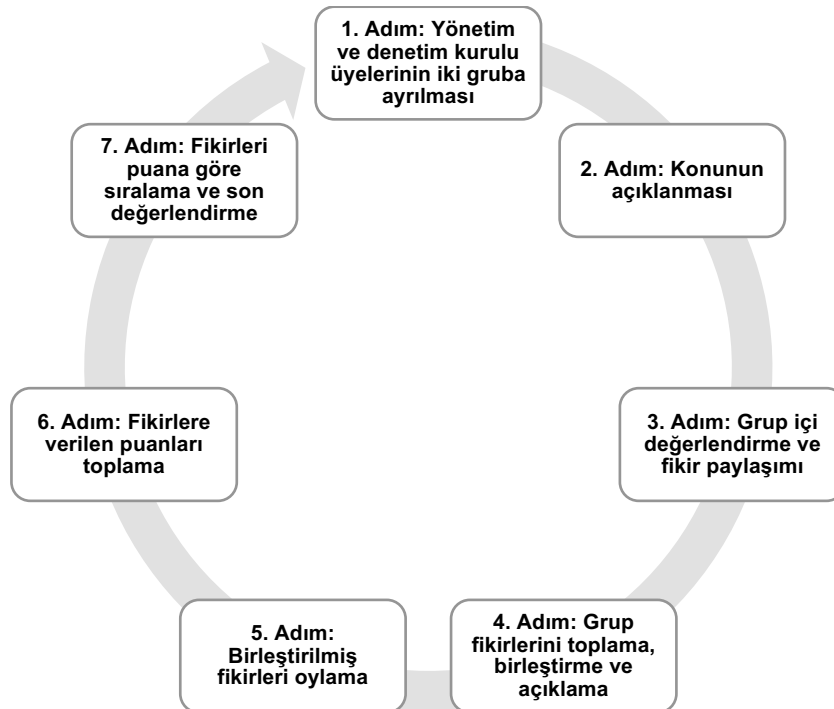 1. Adım: Yönetim
ve denetim kurulu
üyelerinin iki gruba
ayrılması
2. Adım: Konunun
açıklanması
3. Adım: Grup içi
değerlendirme ve
fikir paylaşımı
4. Adım: Grup
fikirlerini toplama,
birleştirme ve
açıklama
5. Adım:
Birleştirilmiş
fikirleri oylama
6. Adım: Fikirlere
verilen puanları
toplama
7. Adım: Fikirleri
puana göre
sıralama ve son
değerlendirme